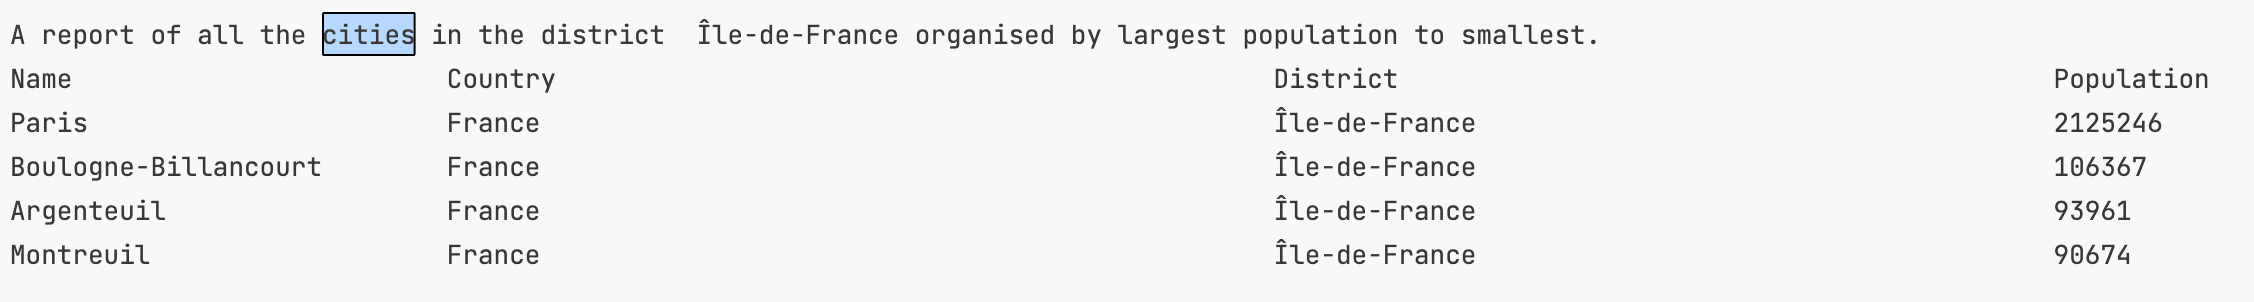 A report of all the cities in the district  Île-de-France organised by largest population to smallest.
Name Country District Population
Paris France Île-de-France 2125246
Boulogne-Billancourt France Île-de-France 106367
Argenteuil France Île-de-France 93961
Montreuil France Île-de-France 90674